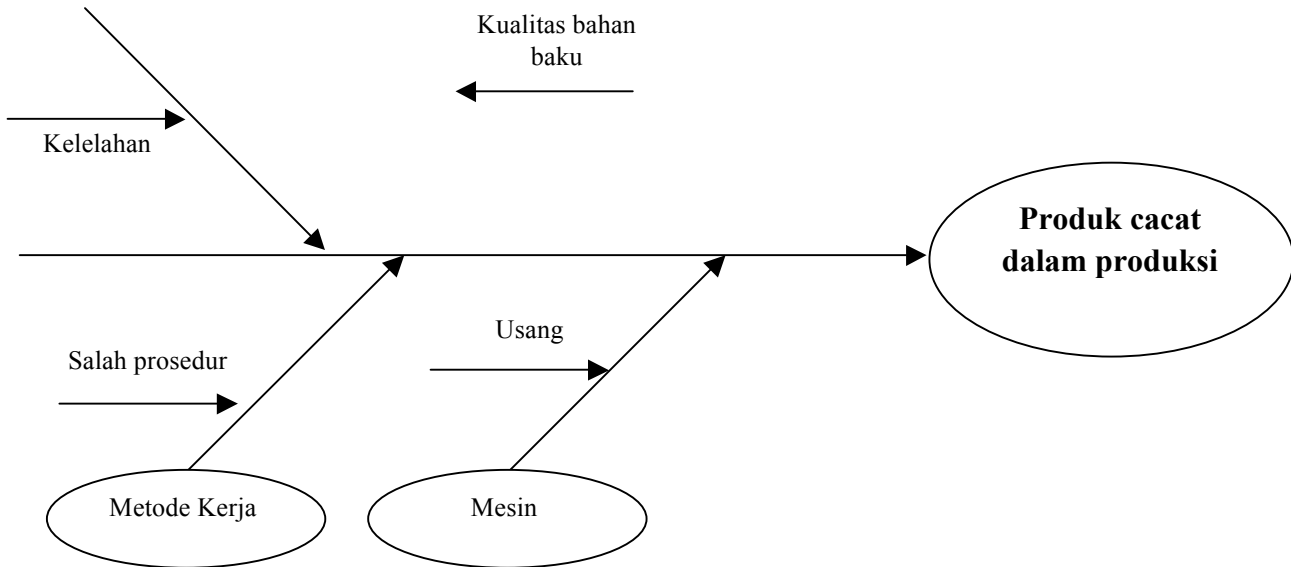 Kualitas bahan
baku
Kelelahan
Produk cacat
dalam produksi
Usang
Salah prosedur
Metode Kerja
Mesin